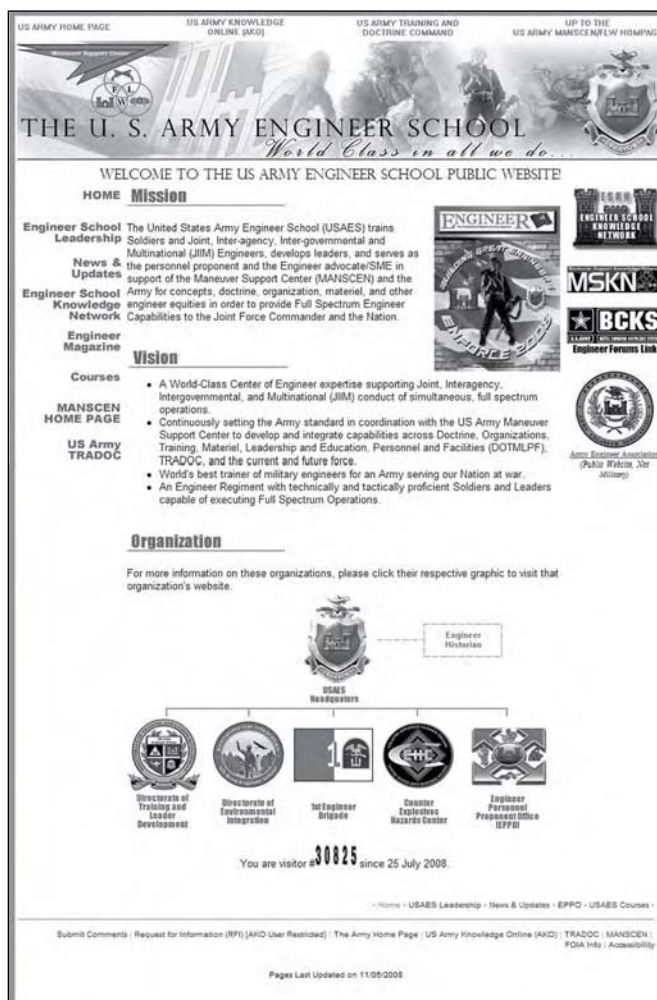 US ARMY HOME PAGE
US ARMY KNOWLEDGE
ONLINE [AKO]
US ARMY TRAINING AND
DOCTRINE COMMAND
UP TO THE
US ARMY MANSCEN/FLW HOMPAG
Maneuver Support Center
F L W
THE U. S. ARMY ENGINEER SCHOOL
World Class in all we do...
WELCOME TO THE US ARMY ENGINEER SCHOOL PUBLIC WEBSITE!
HOME
Engineer School
Leadership
News &
Updates
Engineer School
Knowledge
Network
Engineer
Magazine
Courses
MANSCEN
HOME PAGE
US Army
TRADOC
Mission
The United States Army Engineer School (USAES) trains
Soldiers and Joint, Inter-agency, Inter-governmental and
Multinational (JIIM) Engineers, develops leaders, and serves as
the personnel proponent and the Engineer advocate/SME in
support of the Maneuver Support Center (MANSCEN) and the
Army for concepts, doctrine, organization, materiel, and other
engineer equities in order to provide Full Spectrum Engineer
Capabilities to the Joint Force Commander and the Nation.
ENGINEER
BUILDING GREAT ENGINEERS
ENFORCE
ESKN
ENGINEER SCHOOL
KNOWLEDGE
NETWORK
MSKN
BCKS
U.S. ARMY
Engineer Forums Link
Army Engineer Association
(Public Website, Not
Military)
Vision
• A World-Class Center of Engineer expertise supporting Joint, Interagency,
Intergovernmental, and Multinational (JIIM) conduct of simultaneous, full spectrum
operations.
• Continuously setting the Army standard in coordination with the US Army Maneuver
Support Center to develop and integrate capabilities across Doctrine, Organizations,
Training, Materiel, Leadership and Education, Personnel and Facilities (DOTMLPF),
TRADOC, and the current and future force.
• World's best trainer of military engineers for an Army serving our Nation at war.
• An Engineer Regiment with technically and tactically proficient Soldiers and Leaders
capable of executing Full Spectrum Operations.
Organization
For more information on these organizations, please click their respective graphic to visit that
organization's website.
Engineer
Historian
USAES
Headquaters
1
Directorate of
Training and
Leader
Development
Directorate of
Environmental
Integration
1st Engineer
Brigade
Counter
Explosives
Hazards Center
Engineer
Personnel
Proponent Office
(EPPO)
You are visitor #30825 since 25 July 2008.
- Home - USAES Leadership - News & Updates - EPPO - USAES Courses -
Submit Comments | Request for Information (RFI) [AKO User Restricted] | The Army Home Page | US Army Knowledge Online (AKO) | TRADOC | MANSCEN |
FOIA Info | Accessibility
Pages Last Updated on 11/05/2008